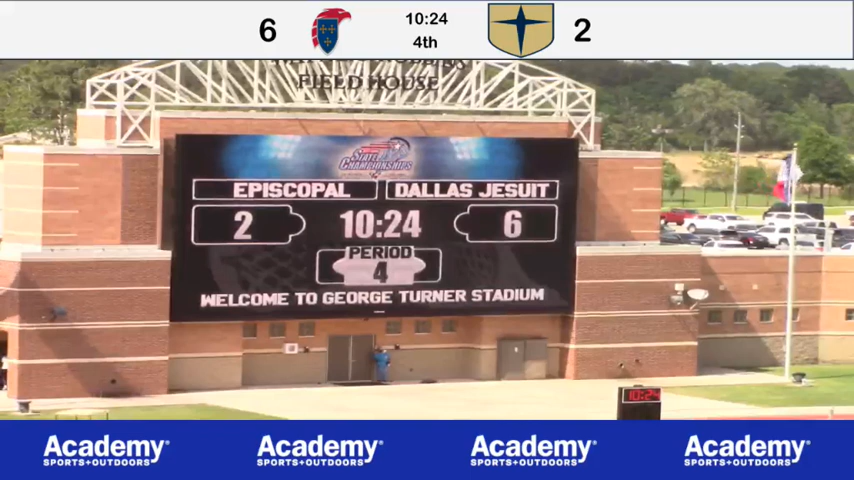 6
10:24
4th
2
FIELD HOUSE
STATE
CHAMPIONSHIPS
EPISCOPAL
DALLAS JESUIT
2
10:24
6
PERIOD
4
WELCOME TO GEORGE TURNER STADIUM
10:24
Academy® Academy® Academy® Academy®
SPORTS+OUTDOORS SPORTS+OUTDOORS SPORTS+OUTDOORS SPORTS+OUTDOORS